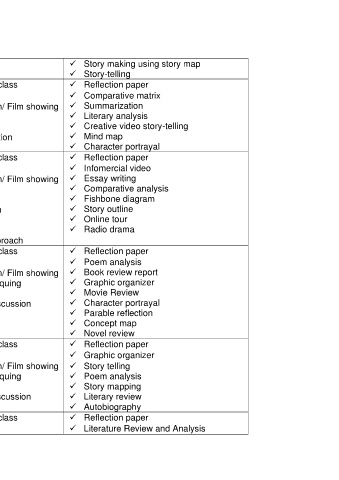 ✓ Story making using story map
✓ Story-telling
class
✓ Reflection paper
✓ Comparative matrix
n/ Film showing
✓ Summarization
✓ Literary analysis
✓ Creative video story-telling
tion
✓ Mind map
✓ Character portrayal
class
✓ Reflection paper
✓ Infomercial video
n/ Film showing
✓ Essay writing
✓ Comparative analysis
✓ Fishbone diagram
✓ Story outline
✓ Online tour
✓ Radio drama
proach
class
✓ Reflection paper
✓ Poem analysis
n/ Film showing
✓ Book review report
quing
✓ Graphic organizer
✓ Movie Review
scussion
✓ Character portrayal
✓ Parable reflection
✓ Concept map
✓ Novel review
class
✓ Reflection paper
✓ Graphic organizer
n/ Film showing
✓ Story telling
quing
✓ Poem analysis
✓ Story mapping
scussion
✓ Literary review
✓ Autobiography
class
✓ Reflection paper
✓ Literature Review and Analysis